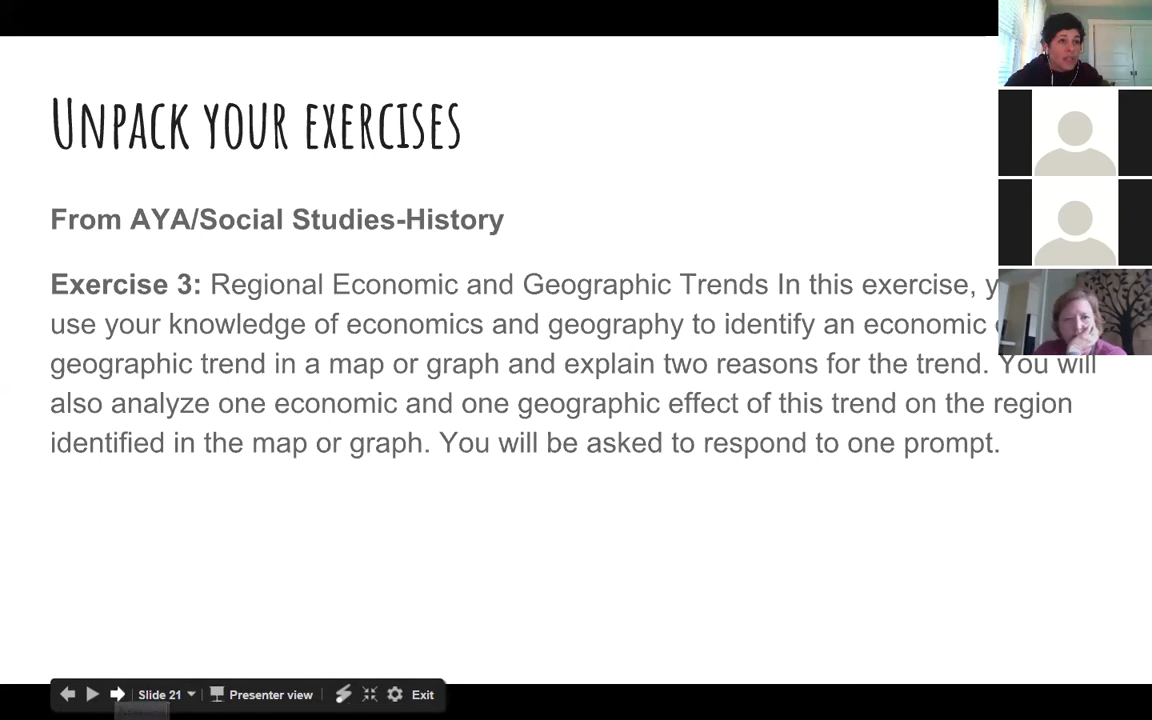 Unpack your exercises
From AYA/Social Studies-History
Exercise 3: Regional Economic and Geographic Trends In this exercise,
use your knowledge of economics and geography to identify an economic
geographic trend in a map or graph and explain two reasons for the trend. You will
also analyze one economic and one geographic effect of this trend on the region
identified in the map or graph. You will be asked to respond to one prompt.
Slide 21 Presenter view Exit